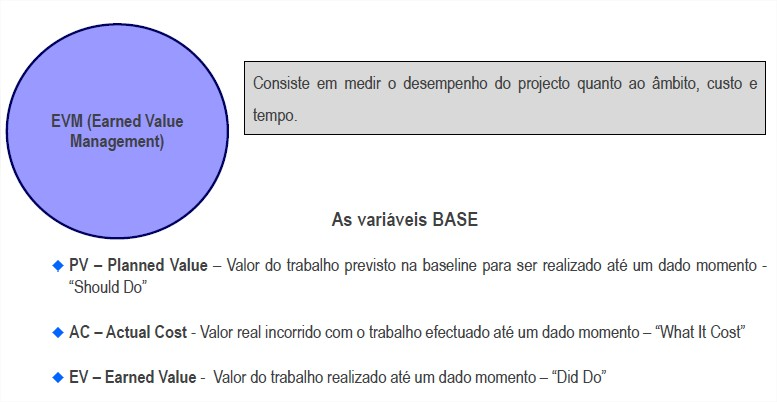 EVM (Earned Value
Management)
Consiste em medir o desempenho do projecto quanto ao âmbito, custo e
tempo.
As variáveis BASE
PV – Planned Value – Valor do trabalho previsto na baseline para ser realizado até um dado momento -
“Should Do”
AC – Actual Cost - Valor real incorrido com o trabalho efectuado até um dado momento – “What It Cost”
EV – Earned Value - Valor do trabalho realizado até um dado momento – “Did Do”